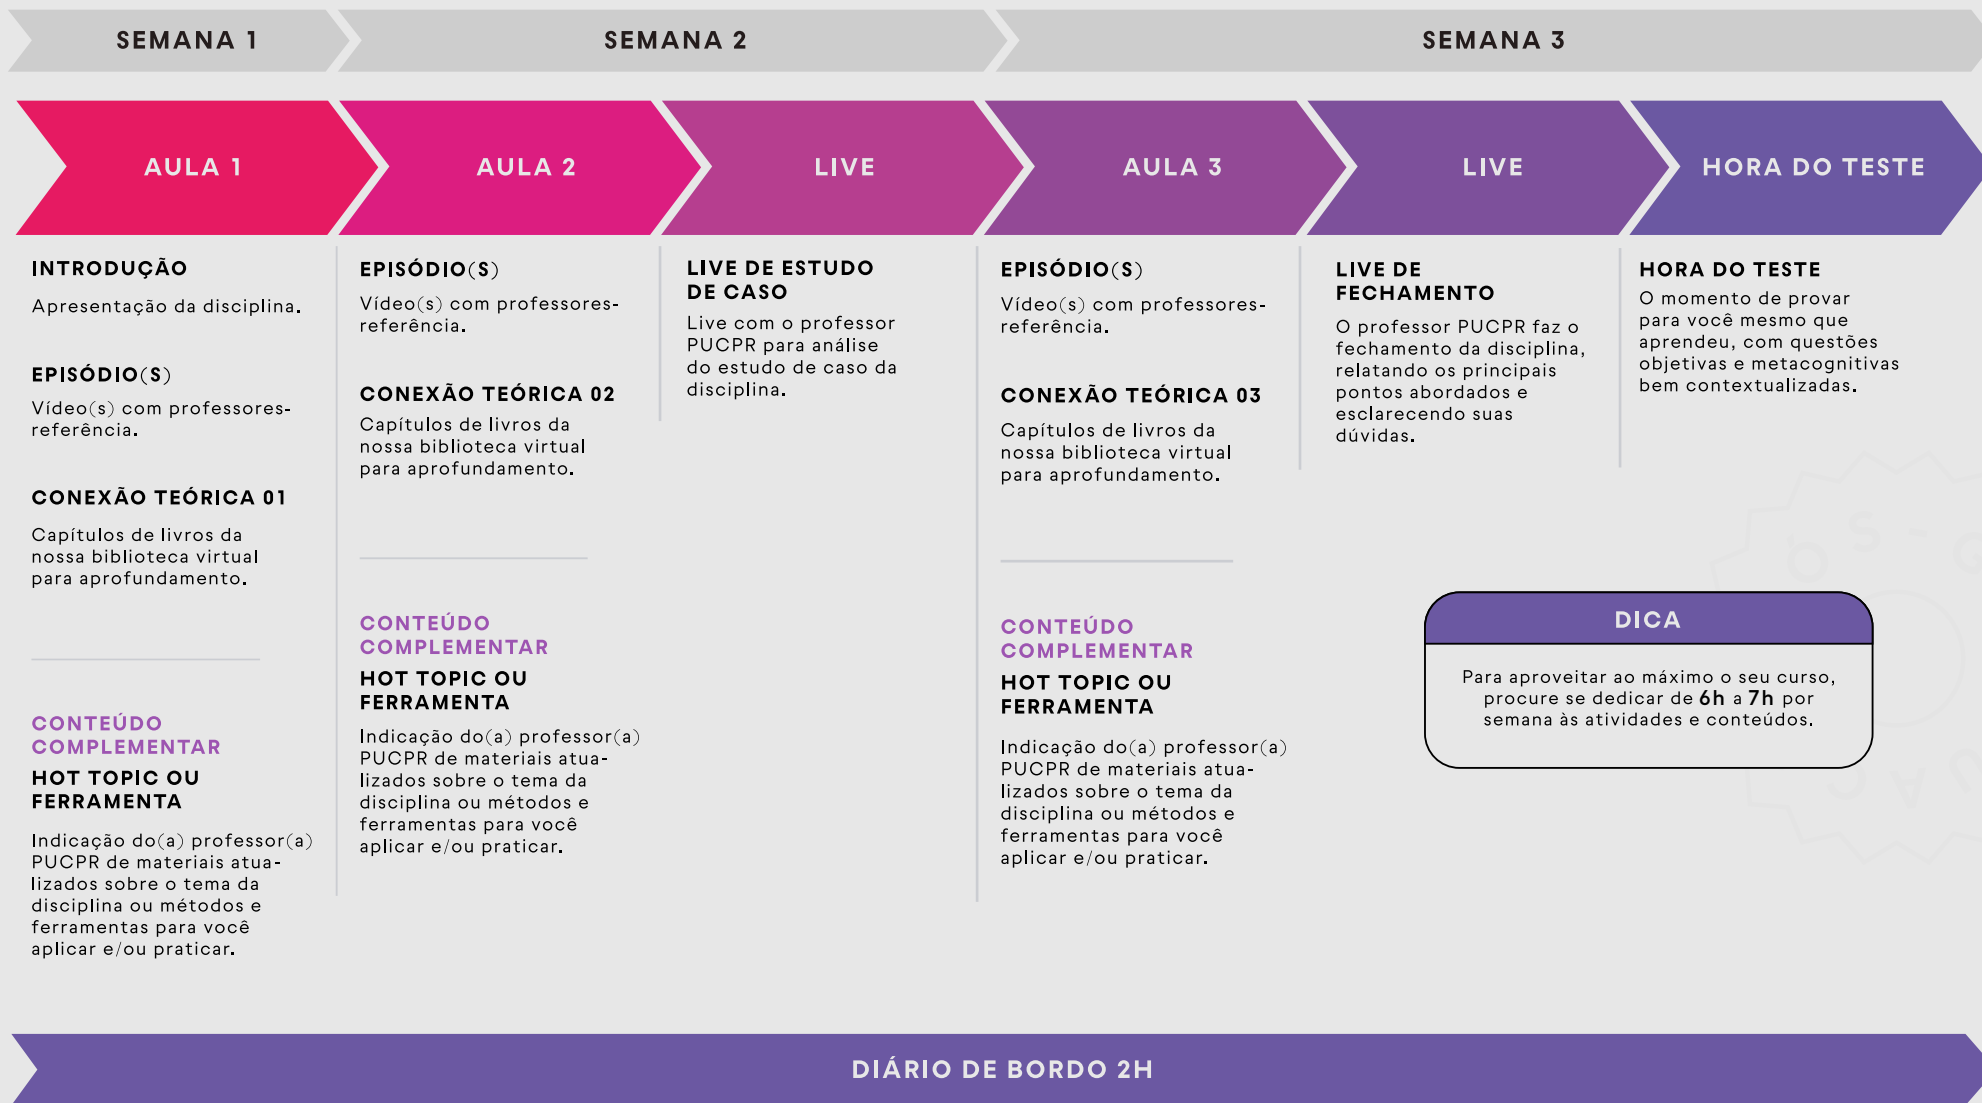 SEMANA 1
SEMANA 2
SEMANA 3
AULA 1
AULA 2
LIVE
AULA 3
LIVE
HORA DO TESTE
INTRODUÇÃO
Apresentação da disciplina.
EPISÓDIO(S)
Vídeo(s) com professores-
referência.
CONEXÃO TEÓRICA 01
Capítulos de livros da
nossa biblioteca virtual
para aprofundamento.
CONTEÚDO
COMPLEMENTAR
HOT TOPIC OU
FERRAMENTA
Indicação do(a) professor(a)
PUCPR de materiais atua-
lizados sobre o tema da
disciplina ou métodos e
ferramentas para você
aplicar e/ou praticar.
EPISÓDIO(S)
Vídeo(s) com professores-
referência.
CONEXÃO TEÓRICA 02
Capítulos de livros da
nossa biblioteca virtual
para aprofundamento.
CONTEÚDO
COMPLEMENTAR
HOT TOPIC OU
FERRAMENTA
Indicação do(a) professor(a)
PUCPR de materiais atua-
lizados sobre o tema da
disciplina ou métodos e
ferramentas para você
aplicar e/ou praticar.
LIVE DE ESTUDO
DE CASO
Live com o professor
PUCPR para análise
do estudo de caso da
disciplina.
EPISÓDIO(S)
Vídeo(s) com professores-
referência.
CONEXÃO TEÓRICA 03
Capítulos de livros da
nossa biblioteca virtual
para aprofundamento.
CONTEÚDO
COMPLEMENTAR
HOT TOPIC OU
FERRAMENTA
Indicação do(a) professor(a)
PUCPR de materiais atua-
lizados sobre o tema da
disciplina ou métodos e
ferramentas para você
aplicar e/ou praticar.
LIVE DE
FECHAMENTO
O professor PUCPR faz o
fechamento da disciplina,
relatando os principais
pontos abordados e
esclarecendo suas
dúvidas.
HORA DO TESTE
O momento de provar
para você mesmo que
aprendeu, com questões
objetivas e metacognitivas
bem contextualizadas.
DICA
Para aproveitar ao máximo o seu curso,
procure se dedicar de 6h a 7h por
semana às atividades e conteúdos.
DIÁRIO DE BORDO 2H